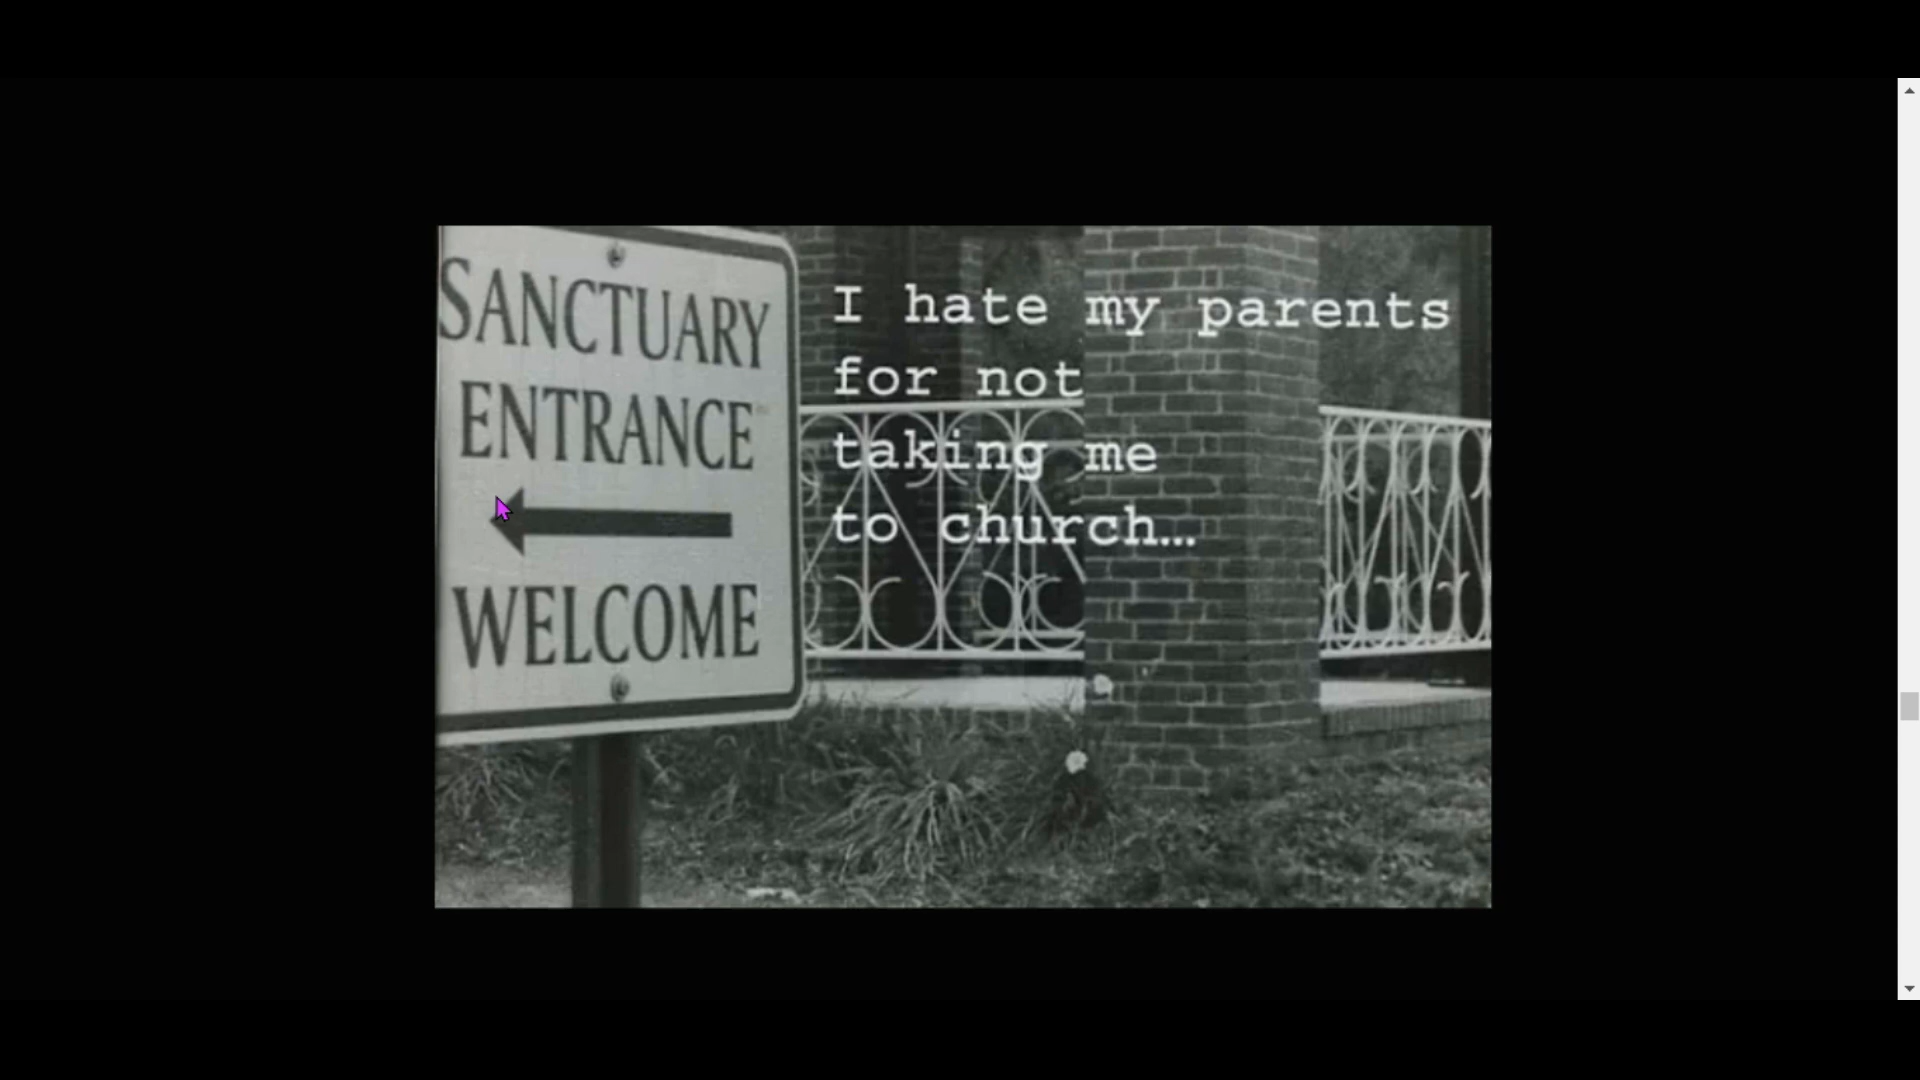 SANCTUARY
ENTRANCE
WELCOME
I hate my parents
for not
taking me
to church...